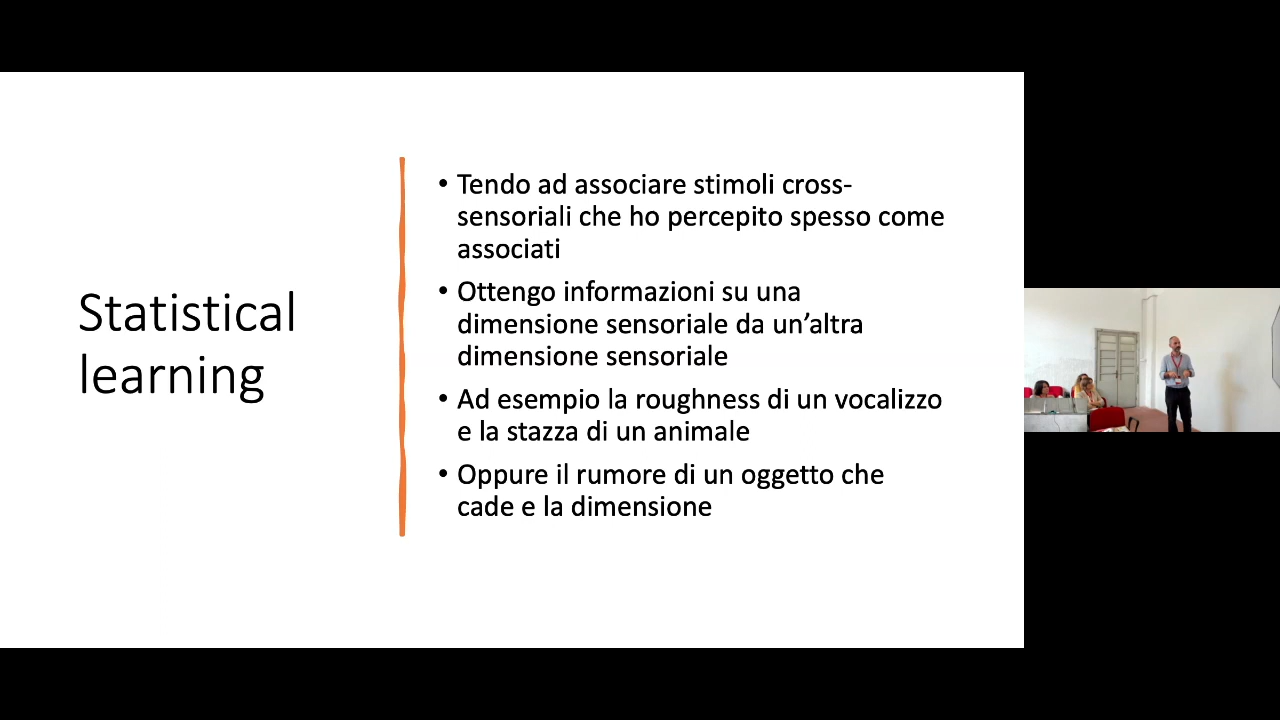 Statistical
learning
• Tendo ad associare stimoli cross-
sensoriali che ho percepito spesso come
associati
• Ottengo informazioni su una
dimensione sensoriale da un’altra
dimensione sensoriale
• Ad esempio la roughness di un vocalizzo
e la stazza di un animale
• Oppure il rumore di un oggetto che
cade e la dimensione